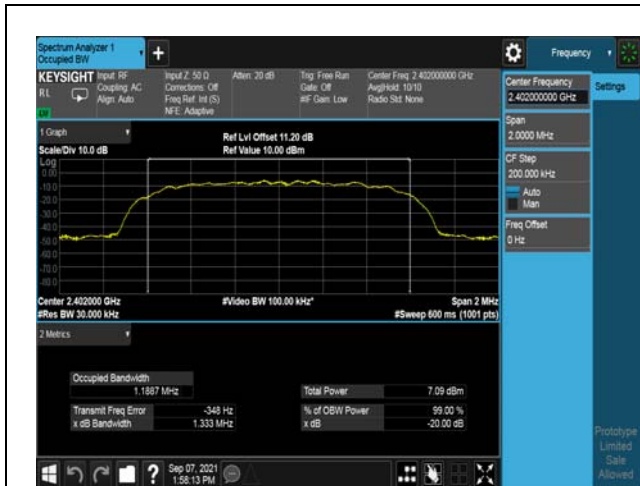 Spectrum Analyzer 1
Occupied BW
+
Frequency
KEYSIGHT
RL
Input: RF
Coupling: AC
Align: Auto
Input Z: 50 Ω
Corrections: Off
Freq Ref: Int (S)
NFE: Adaptive
Atten: 20 dB
Trig: Free Run
Gate: Off
#IF Gain: Low
Center Freq: 2.402000000 GHz
Avg|Hold: 10/10
Radio Std: None
Center Frequency
2.402000000 GHz
Settings
Span
2.0000 MHz
CF Step
200.000 kHz
Auto
Man
Freq Offset
0 Hz
1 Graph
Scale/Div 10.0 dB
Ref Lvl Offset 11.20 dB
Ref Value 10.00 dBm
Log
0.00
-10.0
-20.0
-30.0
-40.0
-50.0
-60.0
-70.0
-80.0
Center 2.402000 GHz
#Res BW 30.000 kHz
#Video BW 100.00 kHz*
Span 2 MHz
#Sweep 600 ms (1001 pts)
2 Metrics
Occupied Bandwidth
1.1887 MHz
Transmit Freq Error
-348 Hz
x dB Bandwidth
1.333 MHz
Total Power
7.09 dBm
% of OBW Power
99.00 %
x dB
-20.00 dB
?
Sep 07, 2021
1:58:13 PM
Prototype
Limited
Sale
Allowed